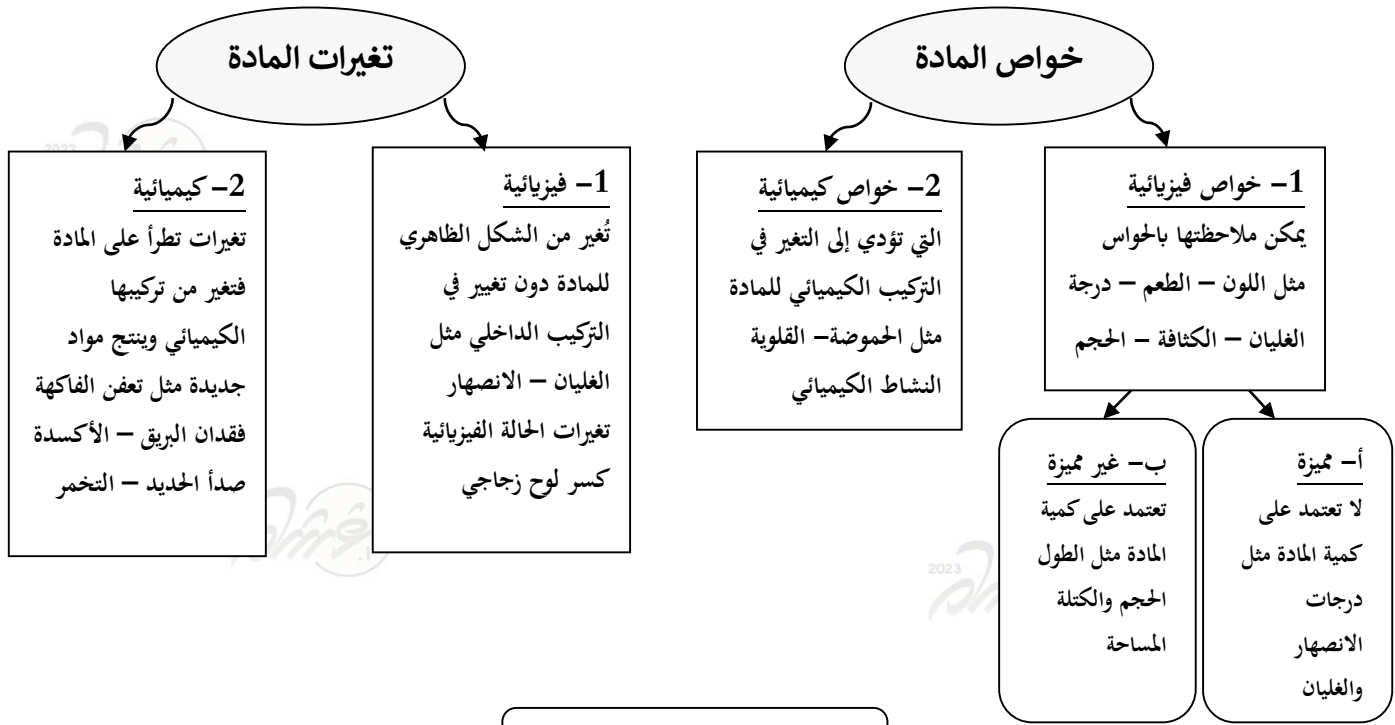 خواص المادة
1– خواص فيزيائية
يمكن ملاحظتها بالحواس
مثل اللون – الطعم – درجة
الغليان – الكثافة – الحجم
أ– مميزة
لا تعتمد على
كمية المادة مثل
درجات
الانصهار
والغليان
ب– غير مميزة
تعتمد على كمية
المادة مثل الطول
الحجم والكتلة
المساحة
2– خواص كيميائية
التي تؤدي إلى التغير في
التركيب الكيميائي للمادة
مثل الحموضة– القلوية
النشاط الكيميائي
تغيرات المادة
1– فيزيائية
تُغير من الشكل الظاهري
للمادة دون تغيير في
التركيب الداخلي مثل
الغليان – الانصهار
تغيرات الحالة الفيزيائية
كسر لوح زجاجي
2– كيميائية
تغيرات تطرأ على المادة
فتغير من تركيبها
الكيميائي وينتج مواد
جديدة مثل تعفن الفاكهة
فقدان البريق – الأكسدة
صدأ الحديد – التخمر
2023
2023